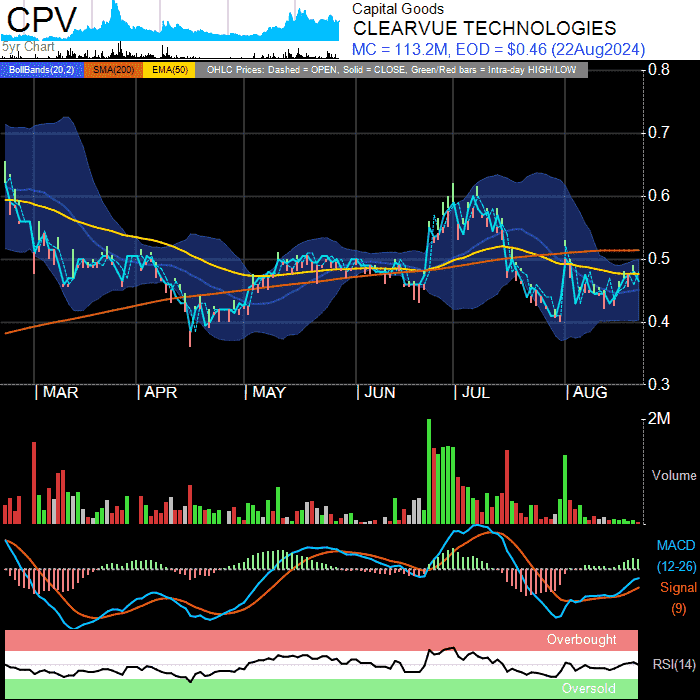 CPV
5yr Chart
Capital Goods
CLEARVUE TECHNOLOGIES
MC = 113.2M, EOD = $0.46 (22Aug2024)
BollBands(20,2) SMA(200) EMA(50) OHLC Prices: Dashed = OPEN, Solid = CLOSE, Green/Red bars = Intra-day HIGH/LOW
0.8
0.7
0.6
0.5
0.4
0.3
| MAR | APR | MAY | JUN | JUL | AUG
2M
Volume
MACD
(12-26)
Signal
(9)
Overbought
RSI(14)
Oversold